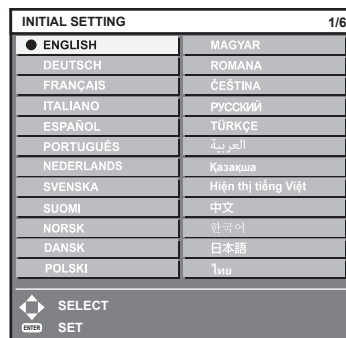 INITIAL SETTING 1/6
ENGLISH
DEUTSCH
FRANÇAIS
ITALIANO
ESPAÑOL
PORTUGUÊS
NEDERLANDS
SVENSKA
SUOMI
NORSK
DANSK
POLSKI
MAGYAR
ROMANA
ČEŠTINA
РУССКИЙ
TÜRKÇE
العربية
Қазақша
Hiện thị tiếng Việt
中文
한국어
日本語
ไทย
SELECT
ENTER SET